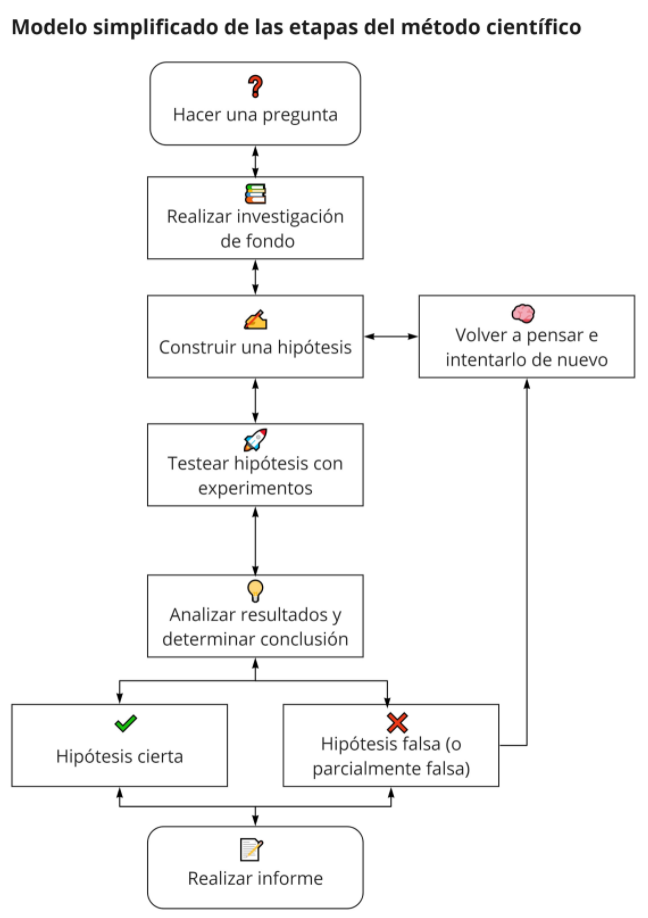 Modelo simplificado de las etapas del método científico
Hacer una pregunta
Realizar investigación
de fondo
Construir una hipótesis
Volver a pensar e
intentarlo de nuevo
Testear hipótesis con
experimentos
Analizar resultados y
determinar conclusión
Hipótesis cierta
Hipótesis falsa (o
parcialmente falsa)
Realizar informe